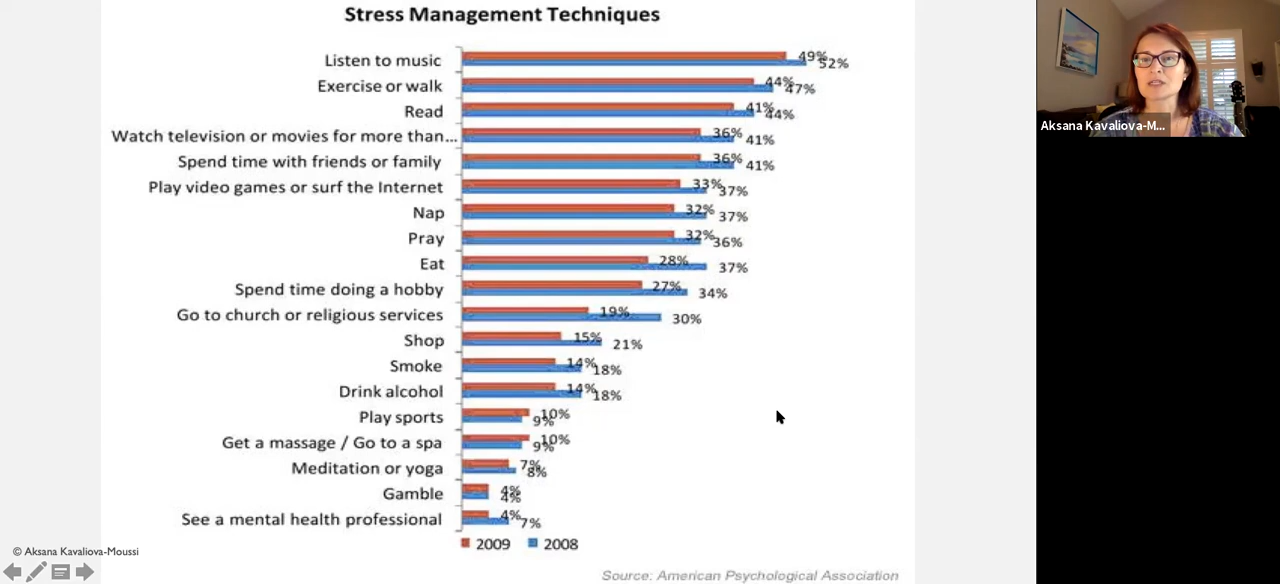 Stress Management Techniques
Listen to music 49% 52%
Exercise or walk 44% 47%
Read 41% 44%
Watch television or movies for more than... 36% 41%
Spend time with friends or family 36% 41%
Play video games or surf the Internet 33% 37%
Nap 32% 37%
Pray 32% 36%
Eat 28% 37%
Spend time doing a hobby 27% 34%
Go to church or religious services 19% 30%
Shop 15% 21%
Smoke 14% 18%
Drink alcohol 14% 18%
Play sports 10% 9%
Get a massage / Go to a spa 10% 9%
Meditation or yoga 7% 8%
Gamble 4% 4%
See a mental health professional 4% 7%
2009 2008
Source: American Psychological Association
© Aksana Kavaliova-Moussi
Aksana Kavaliova-M...